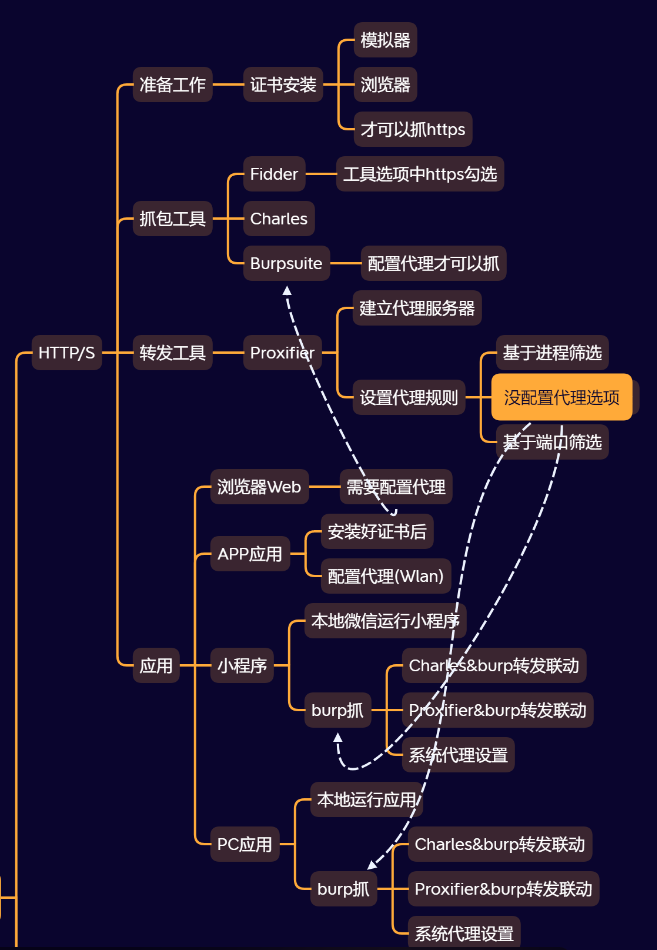 模拟器
准备工作
证书安装
浏览器
才可以抓https
Fidder
工具选项中https勾选
抓包工具
Charles
Burpsuite
配置代理才可以抓
建立代理服务器
HTTP/S
转发工具
Proxifier
基于进程筛选
设置代理规则
没配置代理选项
基于端口筛选
浏览器Web
需要配置代理
安装好证书后
APP应用
配置代理(Wlan)
本地微信运行小程序
应用
小程序
Charles&burp转发联动
burp抓
Proxifier&burp转发联动
系统代理设置
本地运行应用
PC应用
Charles&burp转发联动
burp抓
Proxifier&burp转发联动
系统代理设置